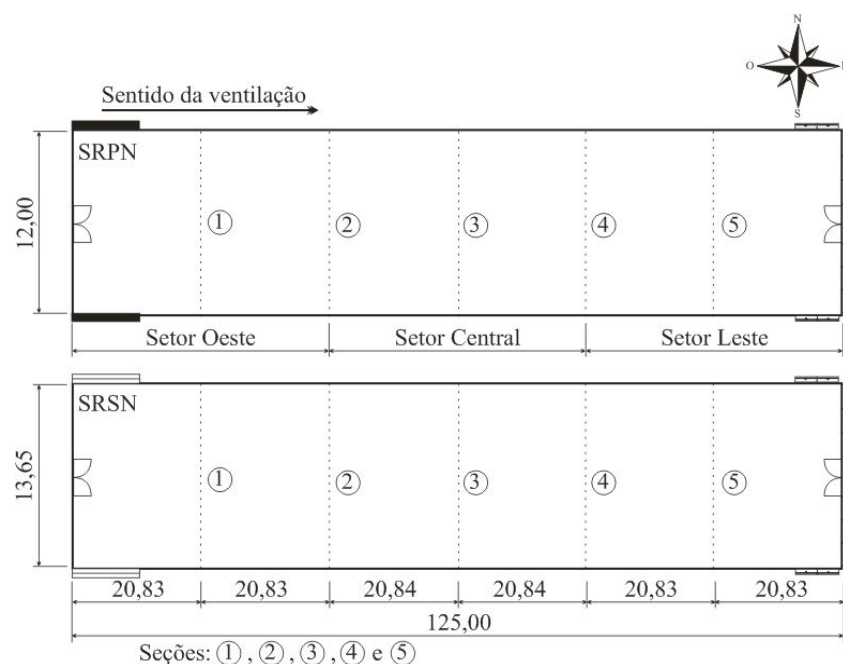 N
O
S
Sentido da ventilação
SRPN
12,00
1 2 3 4 5
Setor Oeste Setor Central Setor Leste
SRSN
13,65
1 2 3 4 5
20,83 20,83 20,84 20,84 20,83 20,83
125,00
Seções: 1 , 2 , 3 , 4 e 5